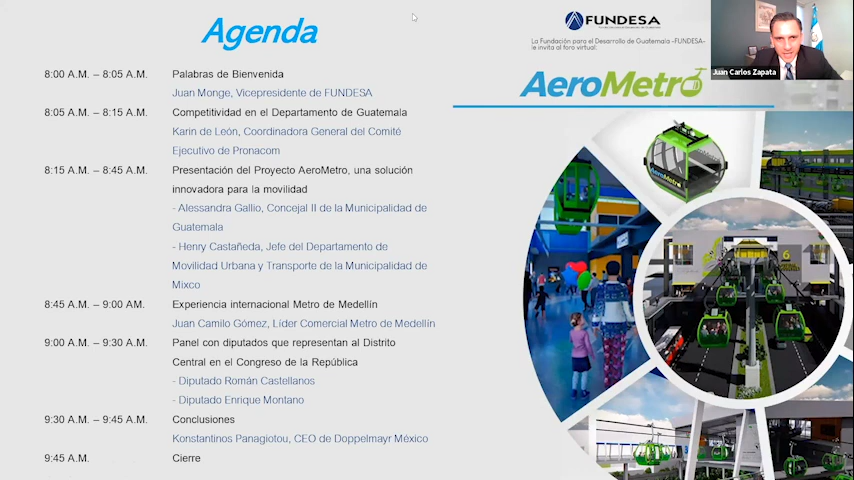 Agenda
8:00 A.M. – 8:05 A.M. Palabras de Bienvenida
Juan Monge, Vicepresidente de FUNDESA
8:05 A.M. – 8:15 A.M. Competitividad en el Departamento de Guatemala
Karin de León, Coordinadora General del Comité
Ejecutivo de Pronacom
8:15 A.M. – 8:45 A.M. Presentación del Proyecto AeroMetro, una solución
innovadora para la movilidad
- Alessandra Gallio, Concejal II de la Municipalidad de
Guatemala
- Henry Castañeda, Jefe del Departamento de
Movilidad Urbana y Transporte de la Municipalidad de
Mixco
8:45 A.M. – 9:00 AM. Experiencia internacional Metro de Medellín
Juan Camilo Gómez, Líder Comercial Metro de Medellín
9:00 A.M. – 9:30 A.M. Panel con diputados que representan al Distrito
Central en el Congreso de la República
- Diputado Román Castellanos
- Diputado Enrique Montano
9:30 A.M. – 9:45 A.M. Conclusiones
Konstantinos Panagiotou, CEO de Doppelmayr México
9:45 A.M. Cierre
FUNDESA
La Fundación para el Desarrollo de Guatemala -FUNDESA-
le invita al foro virtual:
AeroMetro
Juan Carlos Zapata
AeroMetro
6